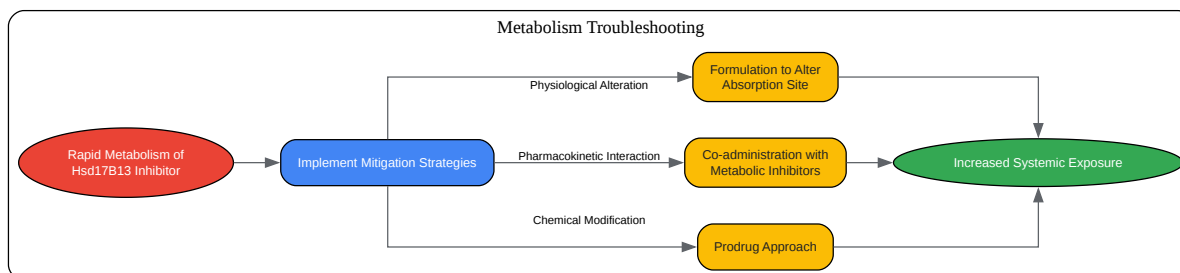 Metabolism Troubleshooting
Rapid Metabolism of
Hsd17B13 Inhibitor
Implement Mitigation Strategies
Physiological Alteration
Formulation to Alter
Absorption Site
Pharmacokinetic Interaction
Co-administration with
Metabolic Inhibitors
Chemical Modification
Prodrug Approach
Increased Systemic Exposure